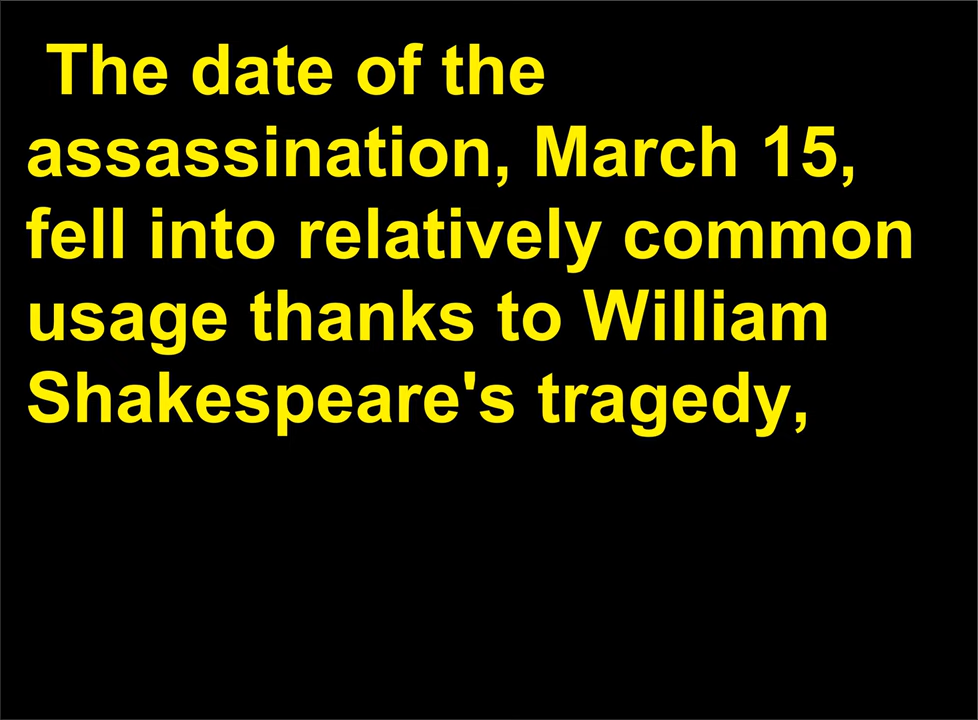 The date of the
assassination, March 15,
fell into relatively common
usage thanks to William
Shakespeare's tragedy,